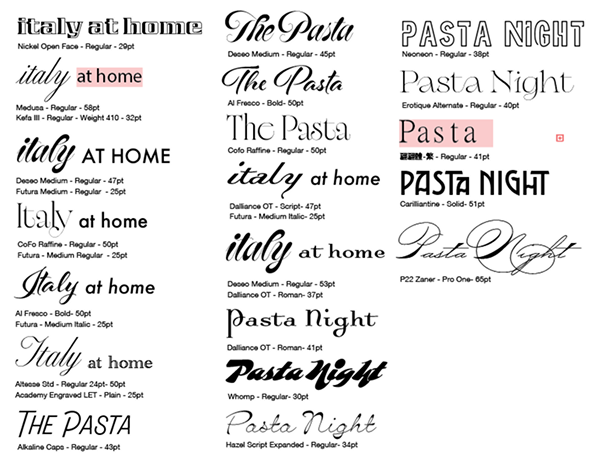 italy at home
Nickel Open Face - Regular - 29pt
italy at home
Medusa - Regular - 58pt
Kefa III - Regular - Weight 410 - 32pt
italy AT HOME
Deseo Medium - Regular - 47pt
Futura Medium - Regular - 25pt
Italy at home
CoFo Raffine - Regular - 50pt
Futura - Medium Regular - 25pt
Italy at home
Al Fresco - Bold- 50pt
Futura - Medium Italic - 25pt
Italy at home
Altesse Std - Regular 24pt- 50pt
Academy Engraved LET - Plain - 25pt
THE PASTA
Alkaline Caps - Regular - 43pt
The Pasta
Deseo Medium - Regular - 45pt
The Pasta
Al Fresco - Bold- 50pt
The Pasta
Cofo Raffine - Regular - 50pt
italy at home
Dalliance OT - Script- 47pt
Futura - Medium Italic- 25pt
italy at home
Deseo Medium - Regular - 53pt
Dalliance OT - Roman- 37pt
Pasta Night
Dalliance OT - Roman- 41pt
Pasta Night
Whomp - Regular- 30pt
Pasta Night
Hazel Script Expanded - Regular- 34pt
PASTA NIGHT
Neoneon - Regular - 38pt
Pasta Night
Erotique Alternate - Regular - 40pt
Pasta
- Regular - 41pt
PASTA NIGHT
Carilliantine - Solid- 51pt
Pasta Night
P22 Zaner - Pro One- 65pt